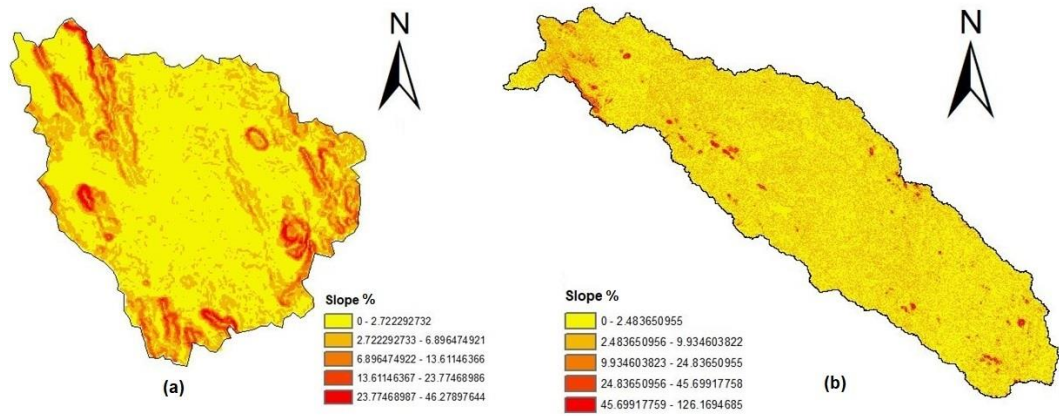 N
Slope %
0 - 2.722292732
2.722292733 - 6.896474921
6.896474922 - 13.61146366
13.61146367 - 23.77468986
23.77468987 - 46.27897644
(a)
N
Slope %
0 - 2.483650955
2.483650956 - 9.934603822
9.934603823 - 24.83650955
24.83650956 - 45.69917758
45.69917759 - 126.1694685
(b)